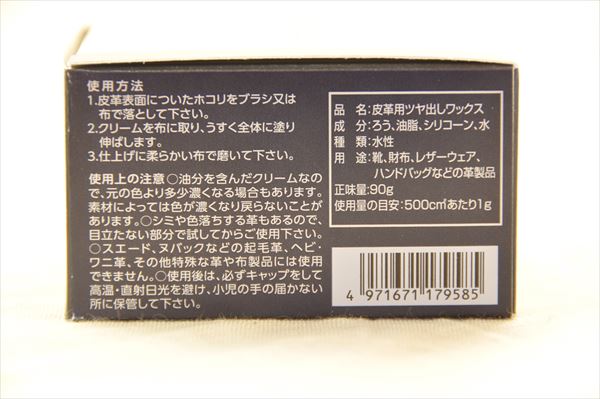 使用方法
1.皮革表面についたホコリをブラシ又は
布で落として下さい。
2.クリームを布に取り、うすく全体に塗り
伸ばします。
3.仕上げに柔らかい布で磨いて下さい。
使用上の注意 ○油分を含んだクリームなの
で、元の色より多少濃くなる場合もあります。
素材によっては色が濃くなり戻らないことが
あります。○シミや色落ちする革もあるので、
目立たない部分で試してからご使用下さい。
○スエード、ヌバックなどの起毛革、ヘビ・
ワニ革、その他特殊な革や布製品には使用
できません。○使用後は、必ずキャップをして
高温・直射日光を避け、小児の手の届かない
所に保管して下さい。
品 名:皮革用ツヤ出しワックス
成 分:ろう、油脂、シリコーン、水
種 類:水性
用 途:靴、財布、レザーウェア、
ハンドバッグなどの革製品
正味量:90g
使用量の目安:500c㎡あたり1g
4 971671 179585